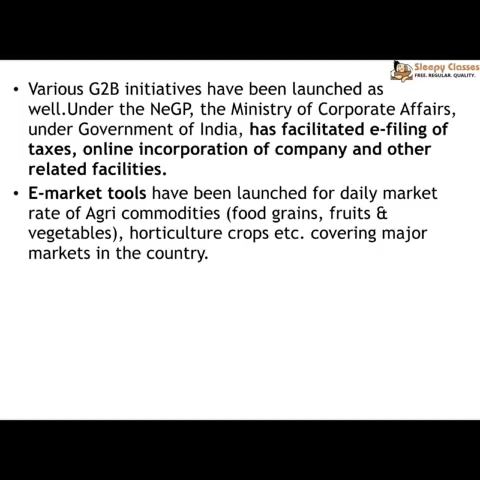 Sleepy Classes
FREE. REGULAR. QUALITY.
• Various G2B initiatives have been launched as
well.Under the NeGP, the Ministry of Corporate Affairs,
under Government of India, has facilitated e-filing of
taxes, online incorporation of company and other
related facilities.
• E-market tools have been launched for daily market
rate of Agri commodities (food grains, fruits &
vegetables), horticulture crops etc. covering major
markets in the country.